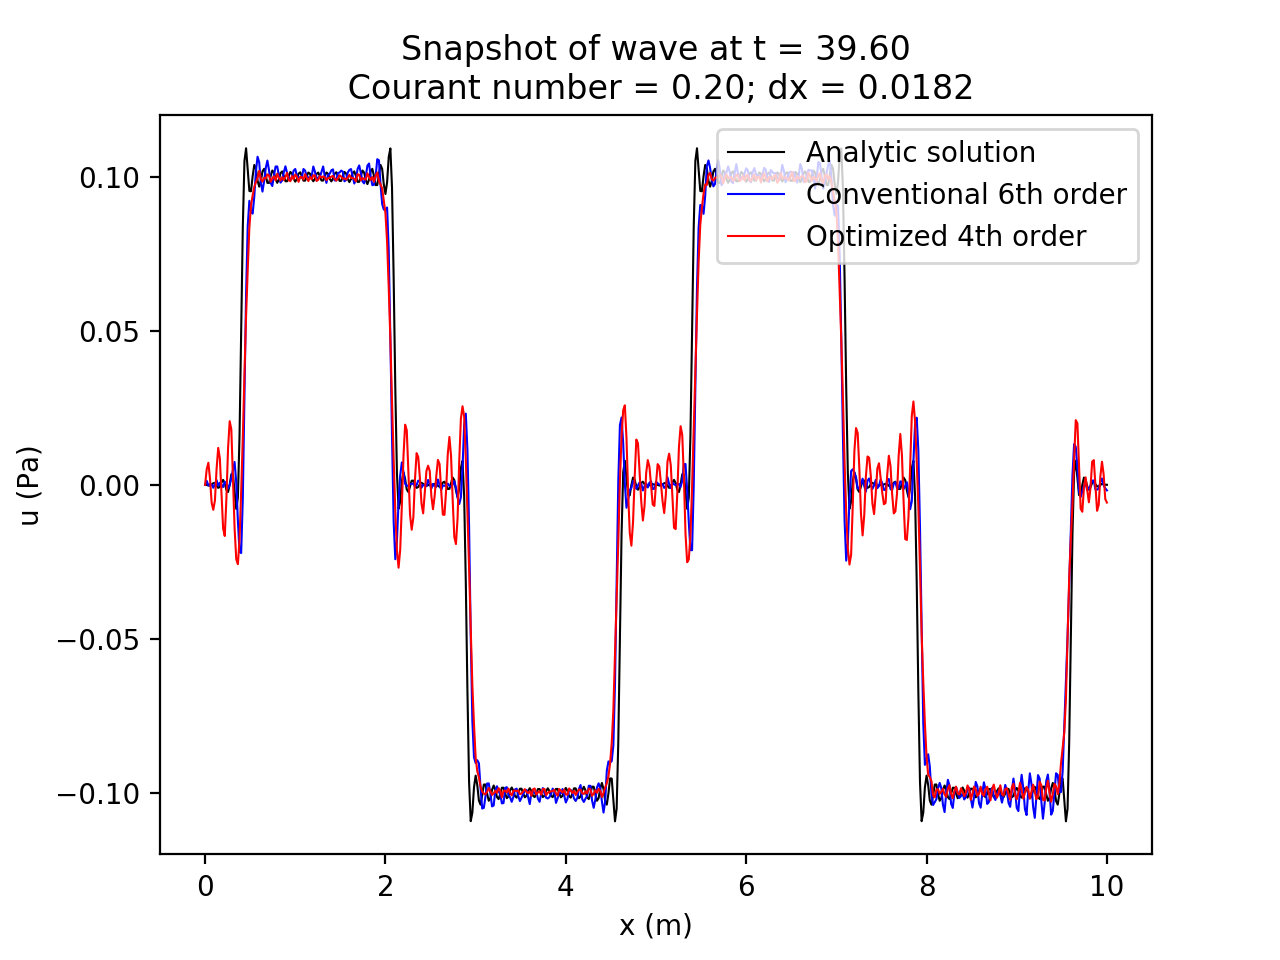 Snapshot of wave at t = 39.60
Courant number = 0.20; dx = 0.0182
Analytic solution
Conventional 6th order
Optimized 4th order
0.10
0.05
0.00
−0.05
−0.10
u (Pa)
0 2 4 6 8 10
x (m)